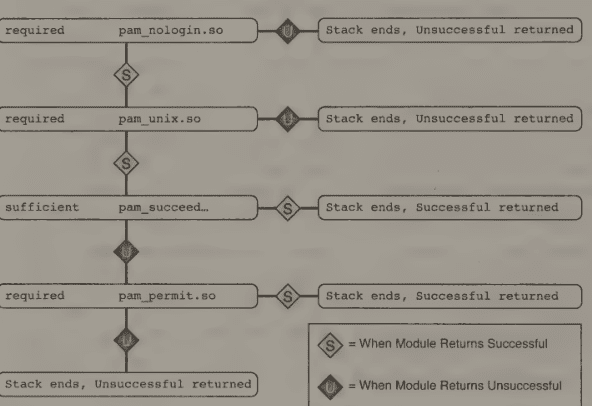 required pam_nologin.so U Stack ends, Unsuccessful returned
S
required pam_unix.so U Stack ends, Unsuccessful returned
S
sufficient pam_succeed… S Stack ends, Successful returned
U
required pam_permit.so S Stack ends, Successful returned
U
Stack ends, Unsuccessful returned
S = When Module Returns Successful
U = When Module Returns Unsuccessful